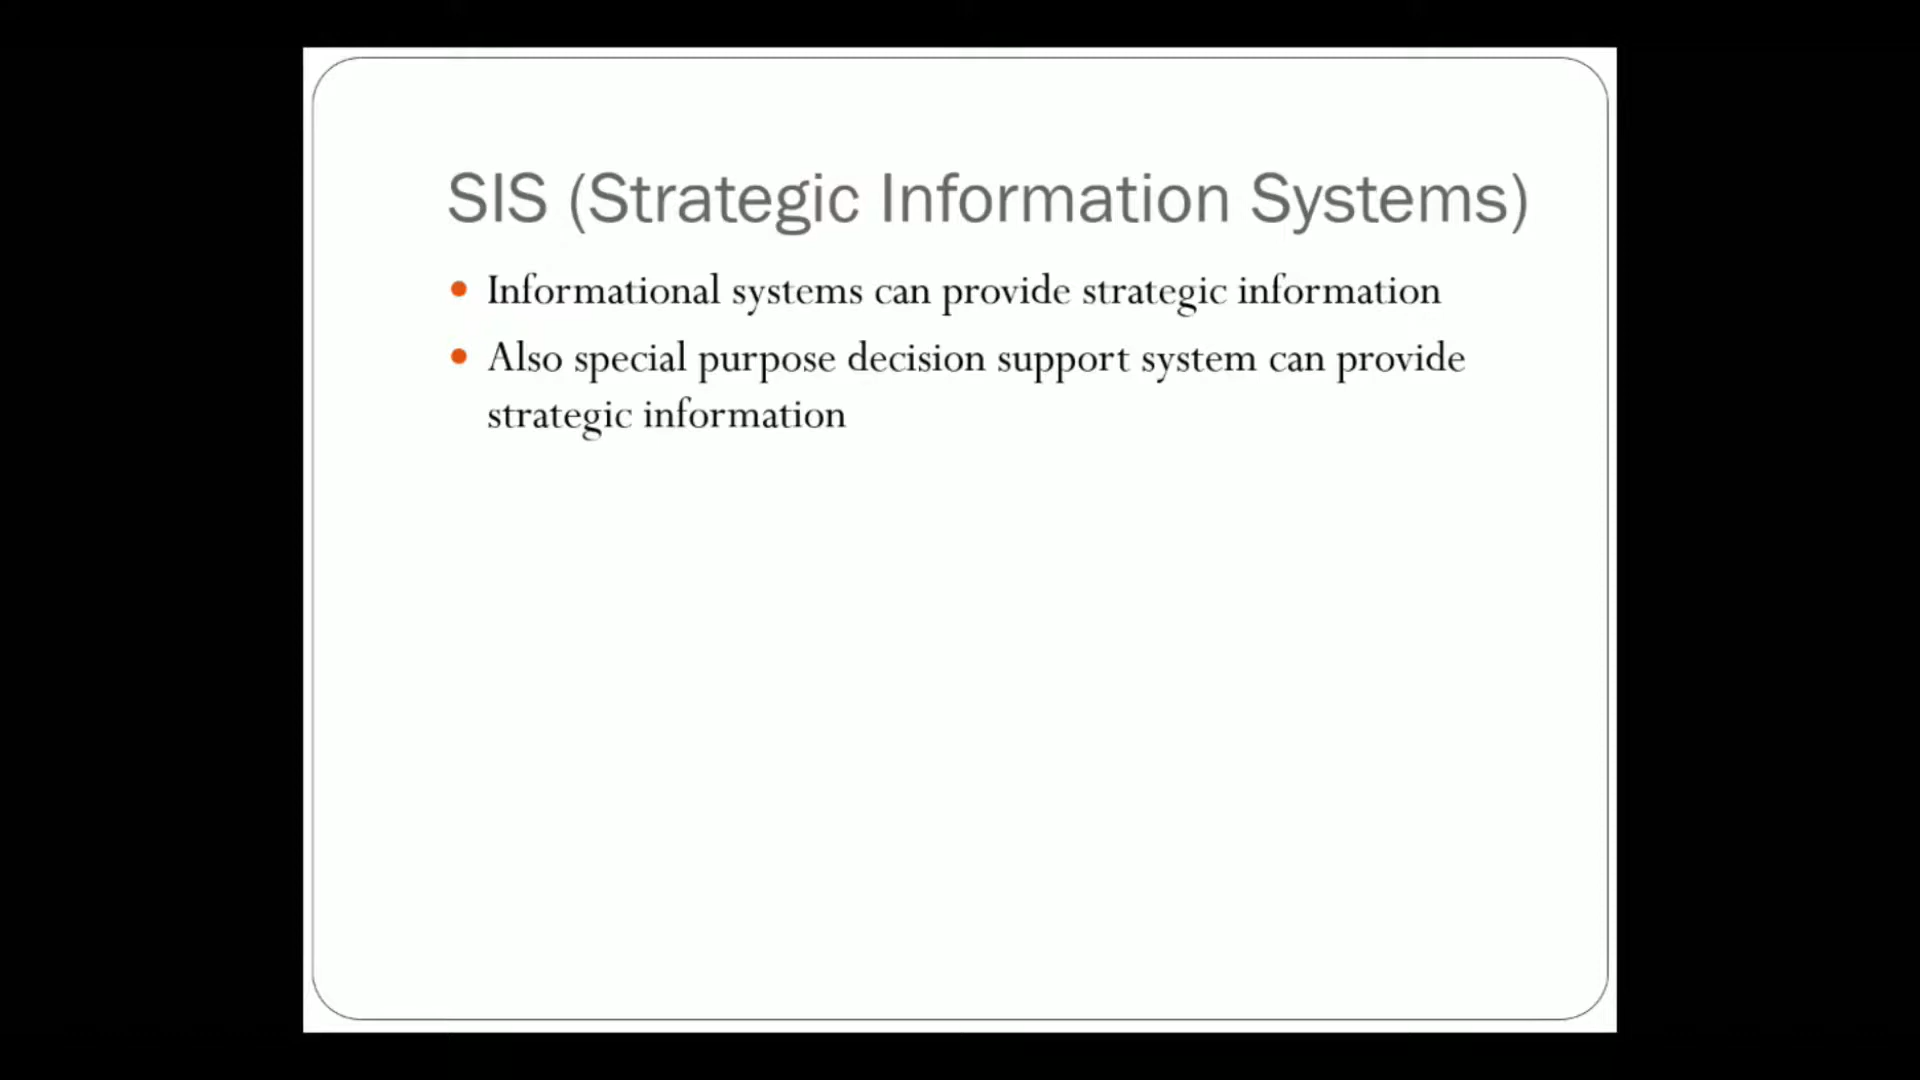 SIS (Strategic Information Systems)
• Informational systems can provide strategic information
• Also special purpose decision support system can provide
strategic information